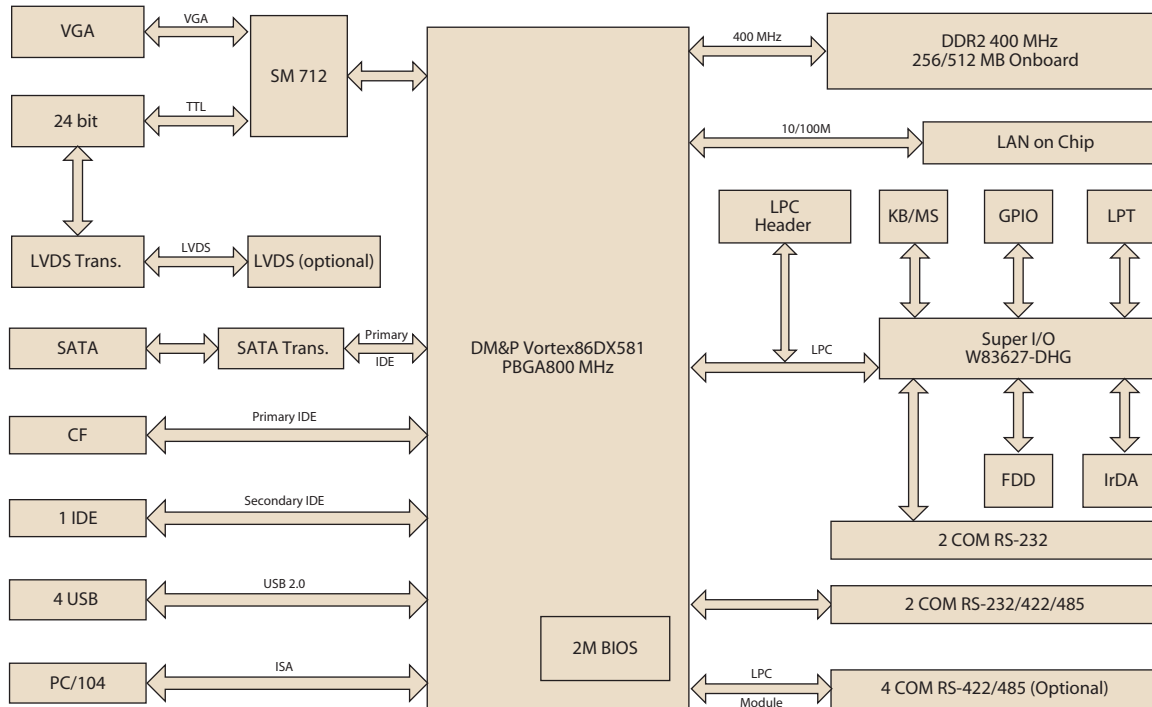 VGA
VGA
SM 712
24 bit
TTL
LVDS Trans.
LVDS
LVDS (optional)
SATA
SATA Trans.
Primary
IDE
CF
Primary IDE
1 IDE
Secondary IDE
4 USB
USB 2.0
PC/104
ISA
DM&P Vortex86DX581
PBGA800 MHz
2M BIOS
400 MHz
DDR2 400 MHz
256/512 MB Onboard
10/100M
LAN on Chip
LPC
Header
KB/MS
GPIO
LPT
LPC
Super I/O
W83627-DHG
FDD
IrDA
2 COM RS-232
2 COM RS-232/422/485
LPC
Module
4 COM RS-422/485 (Optional)